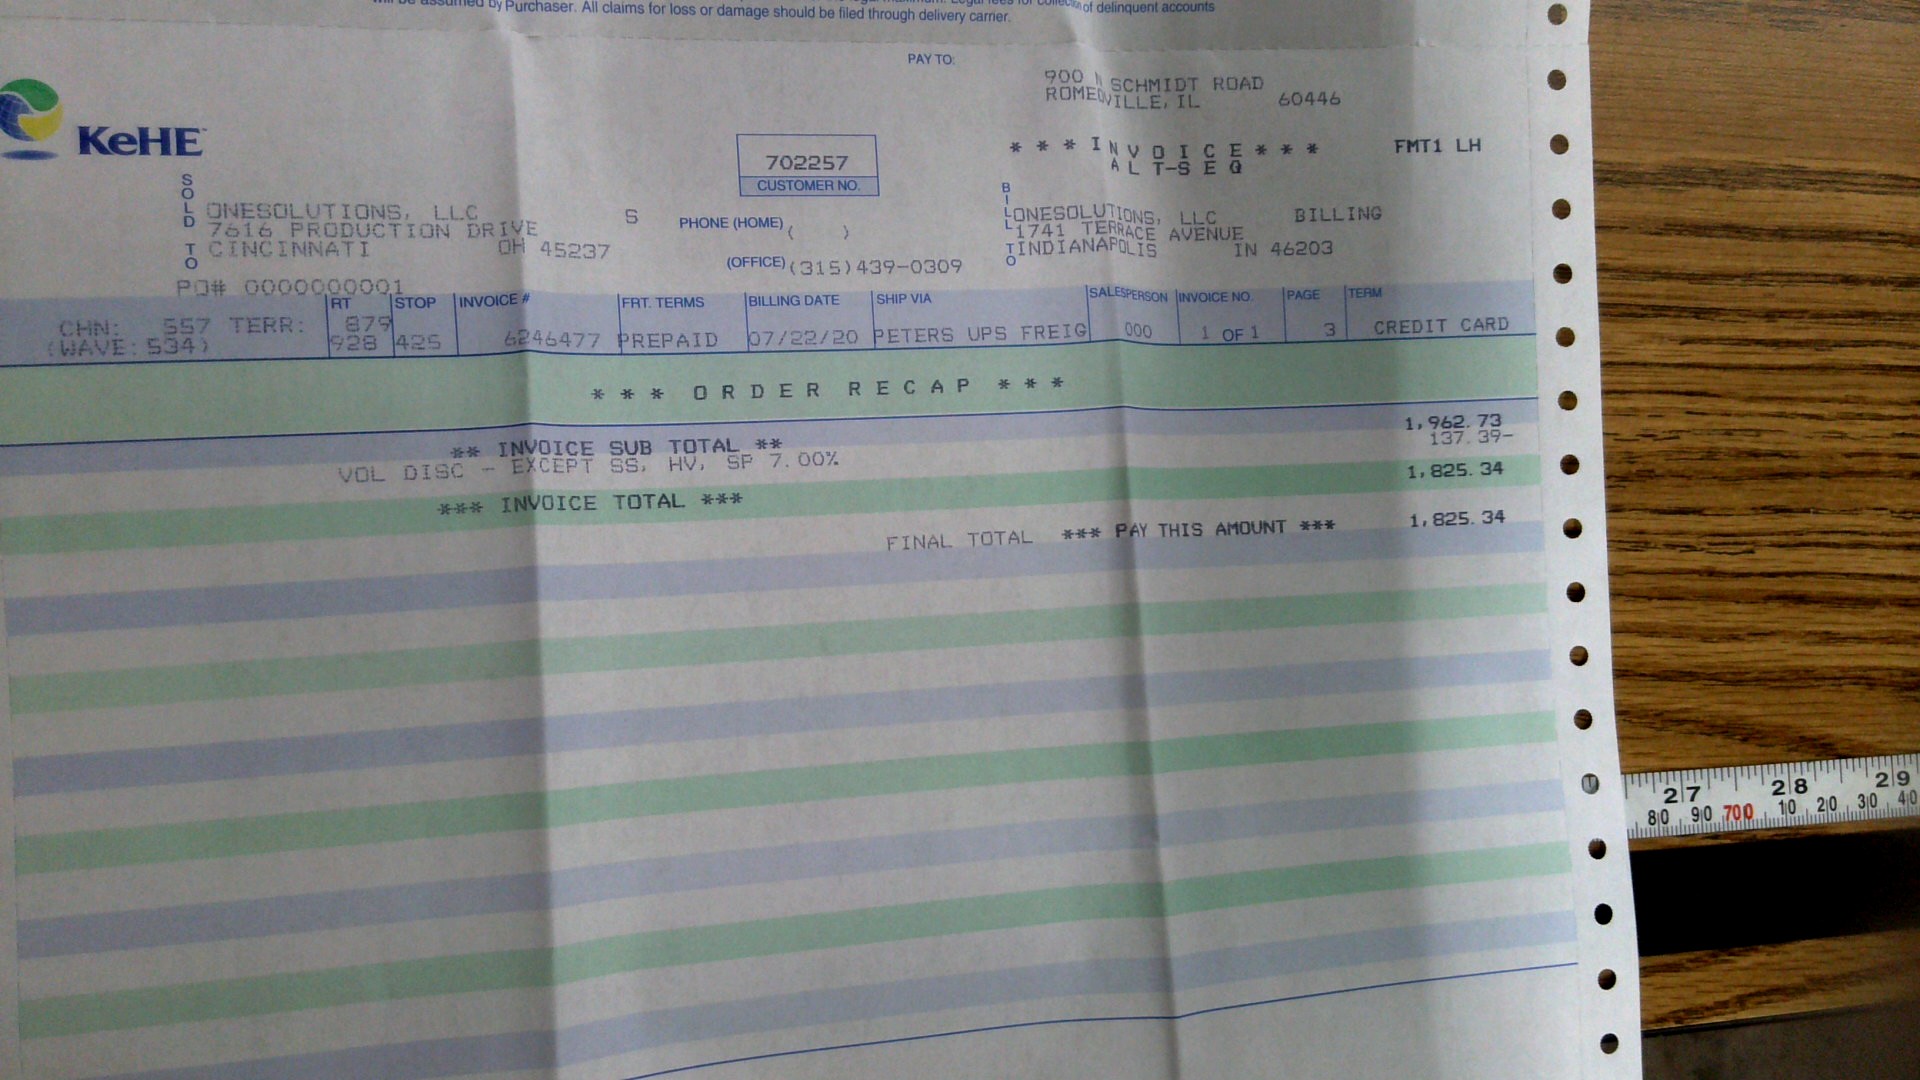 be assumed by Purchaser. All claims for loss or damage should be filed through delivery carrier.
of delinquent accounts
PAY TO:
900 N SCHMIDT ROAD
ROMEOVILLE, IL 60446
KeHE
702257
CUSTOMER NO.
* * * I N V O I C E * * *
A L T-S E Q
FMT1 LH
SOLD TO
ONESOLUTIONS, LLC S
7616 PRODUCTION DRIVE
CINCINNATI OH 45237
PHONE (HOME) ( )
(OFFICE) (315)439-0309
BILL TO
ONESOLUTIONS, LLC BILLING
1741 TERRACE AVENUE
INDIANAPOLIS IN 46203
PO# 0000000001
RT STOP INVOICE # FRT. TERMS BILLING DATE SHIP VIA SALESPERSON INVOICE NO. PAGE TERM
CHN: 557 TERR: 879
(WAVE: 534) 928 425 6246477 PREPAID 07/22/20 PETERS UPS FREIG 000 1 OF 1 3 CREDIT CARD
* * * O R D E R R E C A P * * *
** INVOICE SUB TOTAL ** 1,962.73
VOL DISC - EXCEPT SS, HV, SP 7.00% 137.39-
*** INVOICE TOTAL *** 1,825.34
FINAL TOTAL *** PAY THIS AMOUNT *** 1,825.34
27 28 29
80 90 700 10 20 30 40